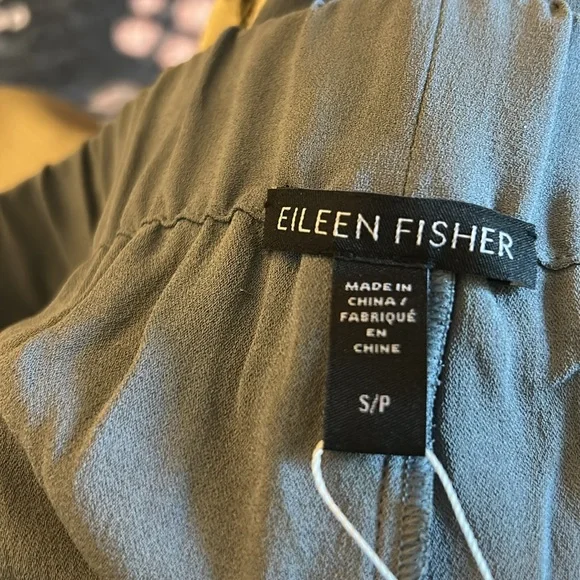 EILEEN FISHER
MADE IN
CHINA /
FABRIQUÉ
EN
CHINE
S/P